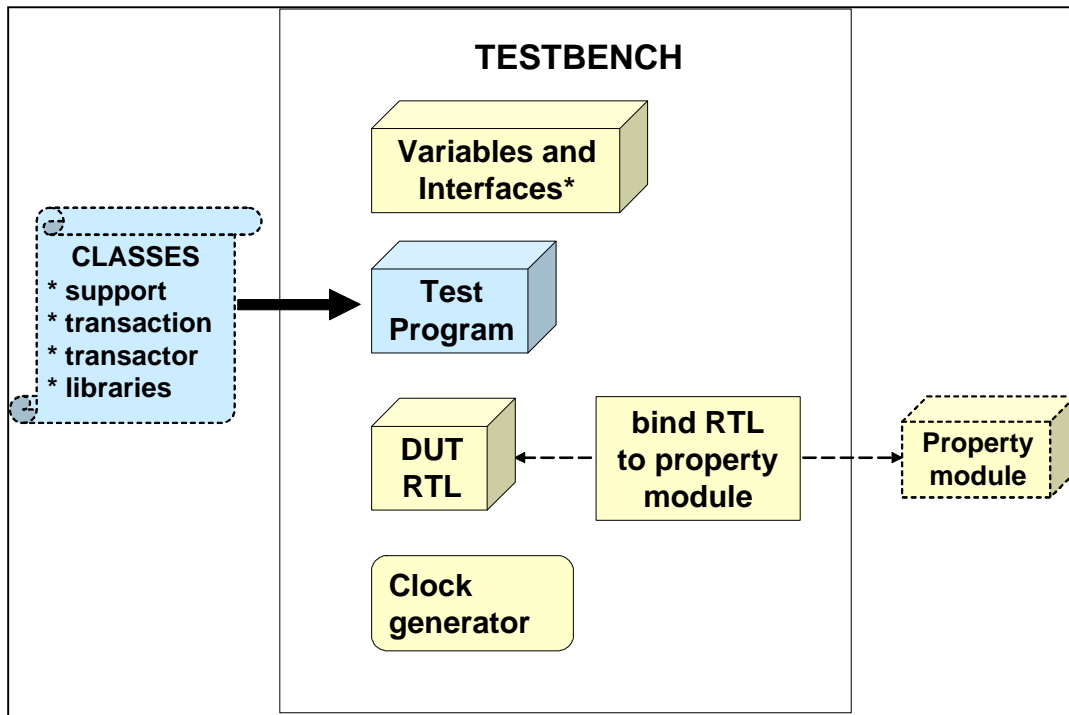 TESTBENCH
Variables and
Interfaces*
CLASSES
* support
* transaction
* transactor
* libraries
Test
Program
DUT
RTL
bind RTL
to property
module
Property
module
Clock
generator